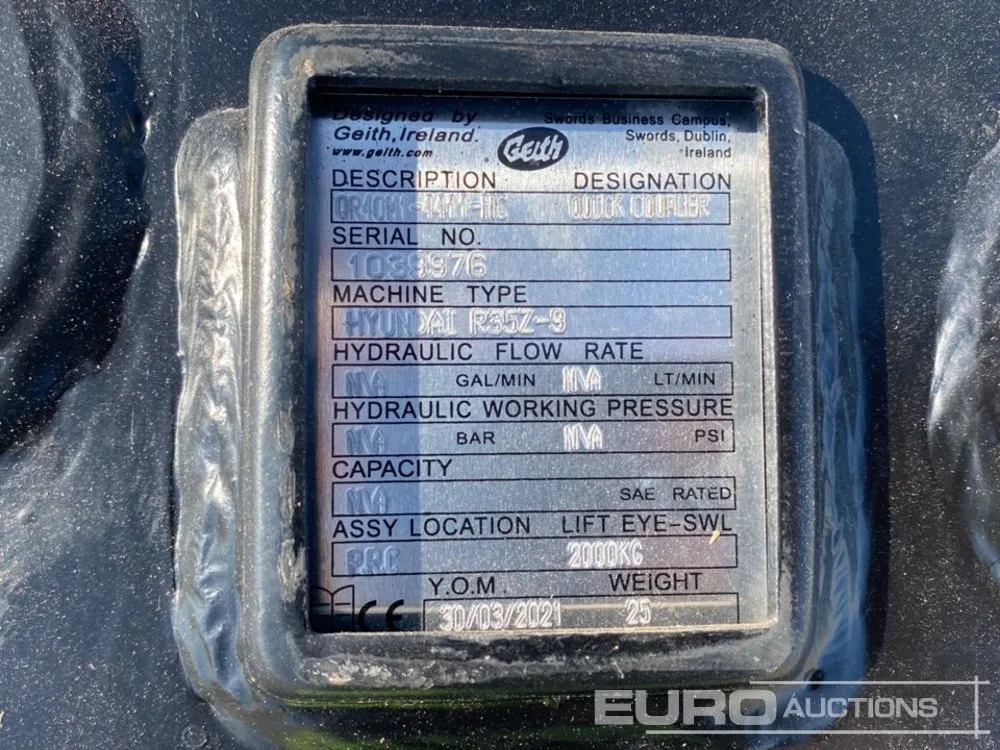 Designed by
Geith, Ireland.
www.geith.com
Geith
Swords Business Campus,
Swords, Dublin,
Ireland
DESCRIPTION DESIGNATION
QUICK COUPLER
SERIAL NO.
1039976
MACHINE TYPE
HYUNDAI R35Z-9
HYDRAULIC FLOW RATE
N/A GAL/MIN N/A LT/MIN
HYDRAULIC WORKING PRESSURE
N/A BAR N/A PSI
CAPACITY
N/A SAE RATED
ASSY LOCATION LIFT EYE-SWL
PRC 2000KG
Y.O.M WEIGHT
CE 30/03/2021 25
EURO AUCTIONS